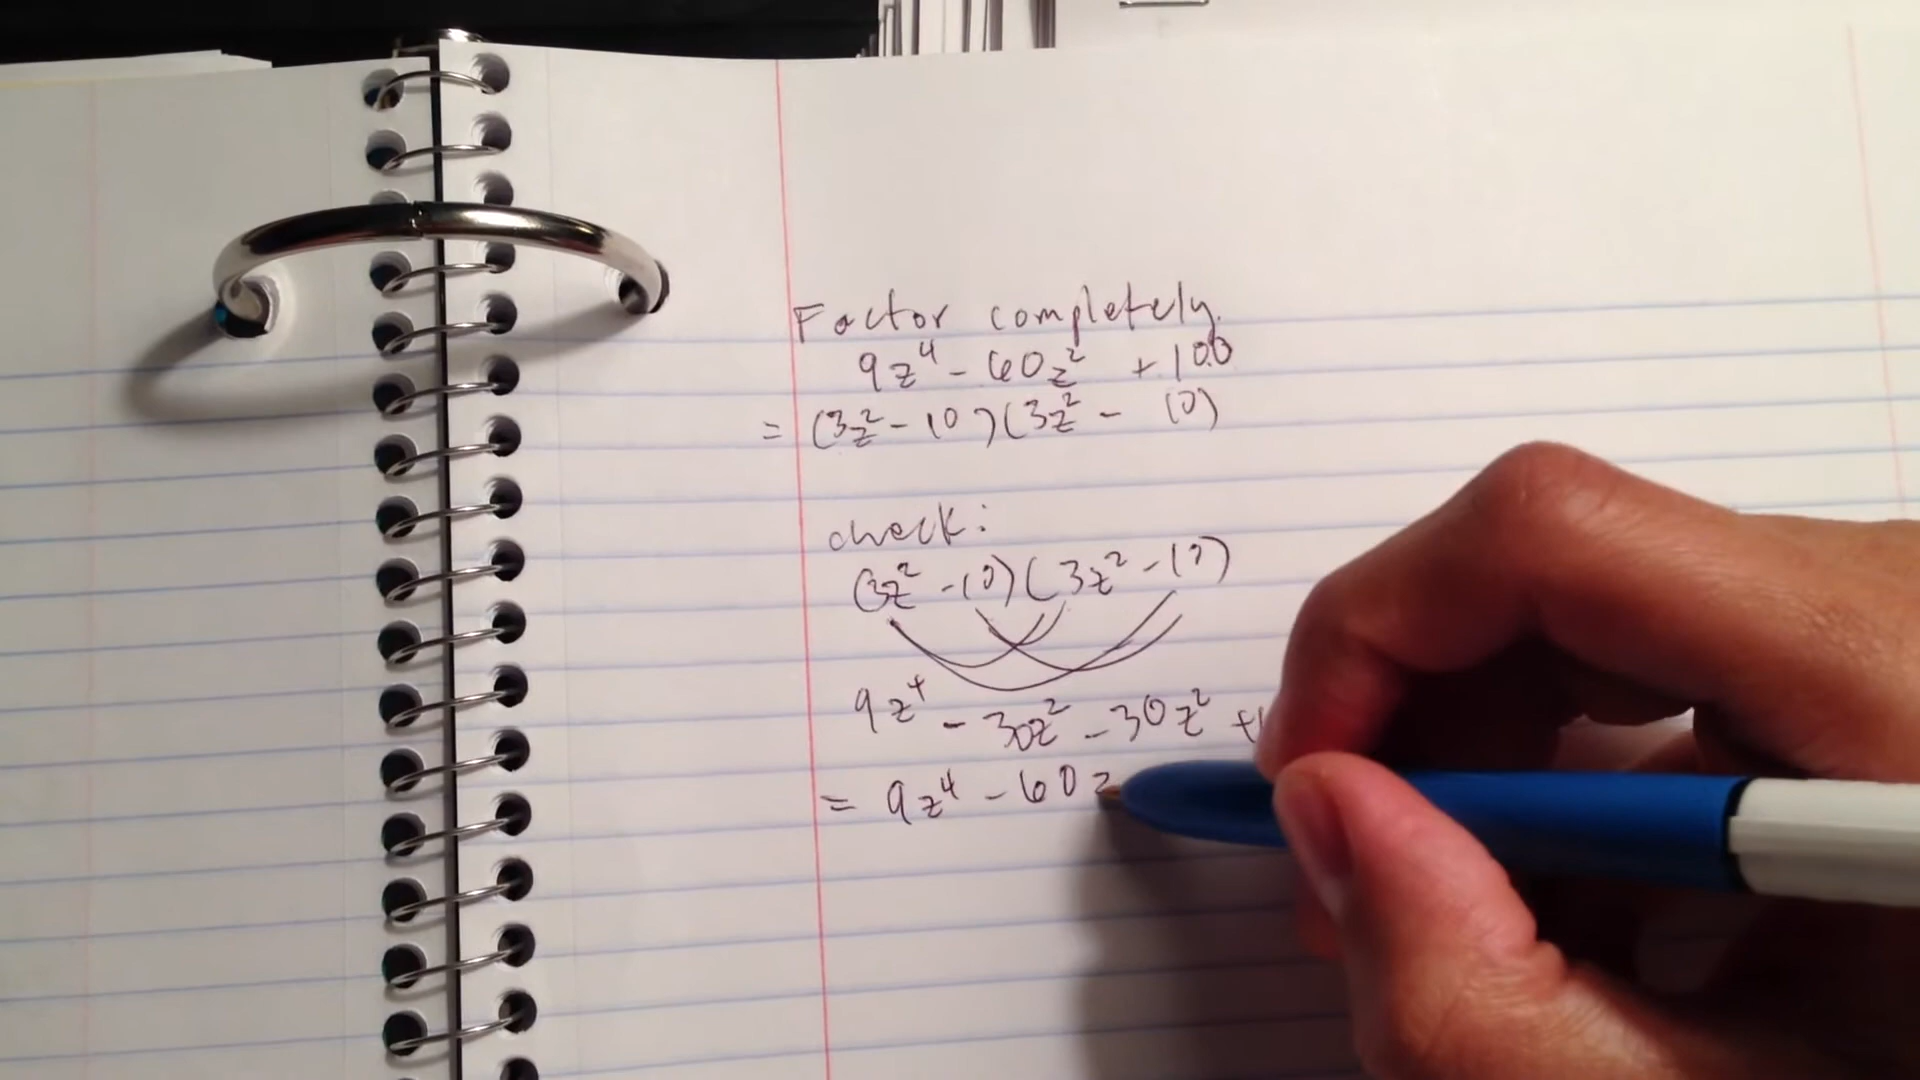 Factor completely.
9z⁴ - 60z² + 100
= (3z² - 10)(3z² - 10)
check:
(3z² - 10)(3z² - 10)
9z⁴ - 30z² - 30z² +
= 9z⁴ - 60z